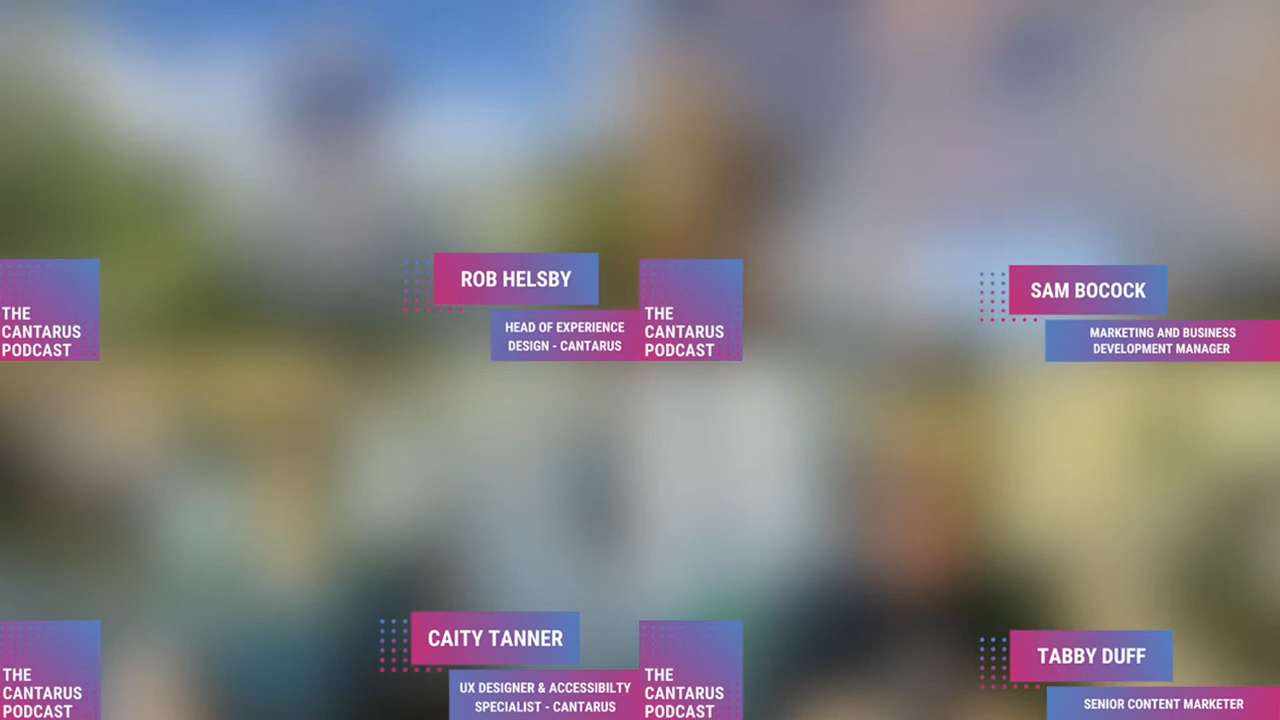 THE
CANTARUS
PODCAST
ROB HELSBY
HEAD OF EXPERIENCE
DESIGN - CANTARUS
THE
CANTARUS
PODCAST
SAM BOCOCK
MARKETING AND BUSINESS
DEVELOPMENT MANAGER
THE
CANTARUS
PODCAST
CAITY TANNER
UX DESIGNER & ACCESSIBILTY
SPECIALIST - CANTARUS
THE
CANTARUS
PODCAST
TABBY DUFF
SENIOR CONTENT MARKETER